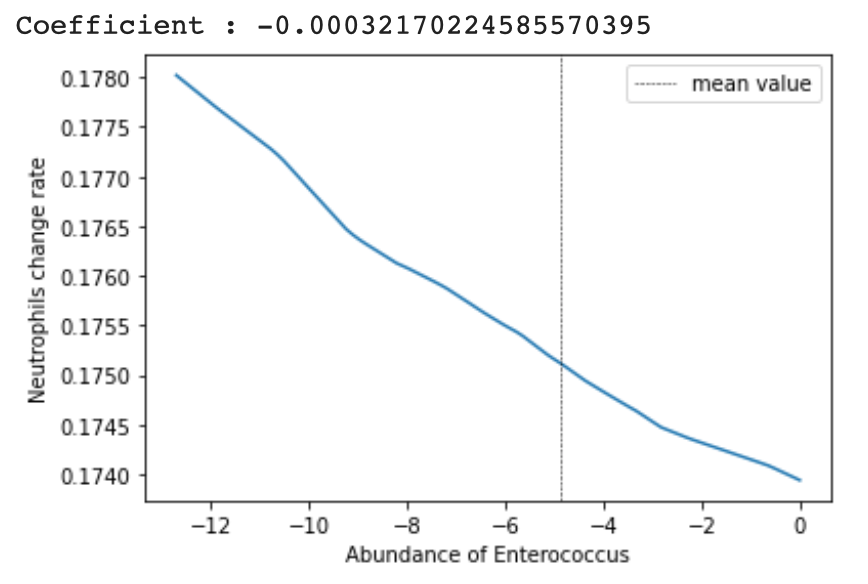 Coefficient : -0.00032170224585570395
mean value
0.1780
0.1775
0.1770
0.1765
0.1760
0.1755
0.1750
0.1745
0.1740
Neutrophils change rate
−12 −10 −8 −6 −4 −2 0
Abundance of Enterococcus